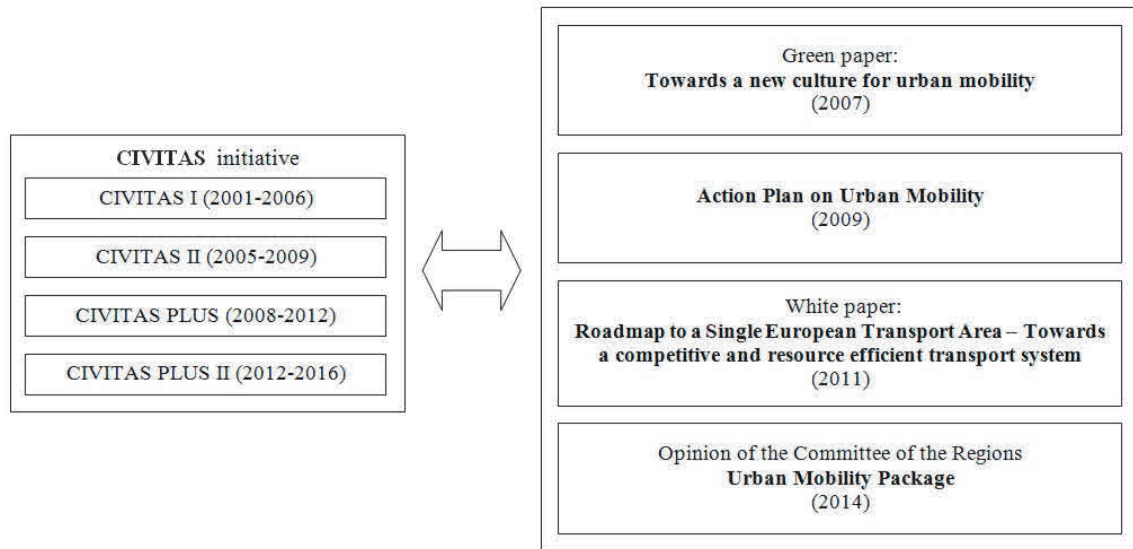 CIVITAS initiative
CIVITAS I (2001-2006)
CIVITAS II (2005-2009)
CIVITAS PLUS (2008-2012)
CIVITAS PLUS II (2012-2016)
Green paper:
Towards a new culture for urban mobility
(2007)
Action Plan on Urban Mobility
(2009)
White paper:
Roadmap to a Single European Transport Area – Towards
a competitive and resource efficient transport system
(2011)
Opinion of the Committee of the Regions
Urban Mobility Package
(2014)